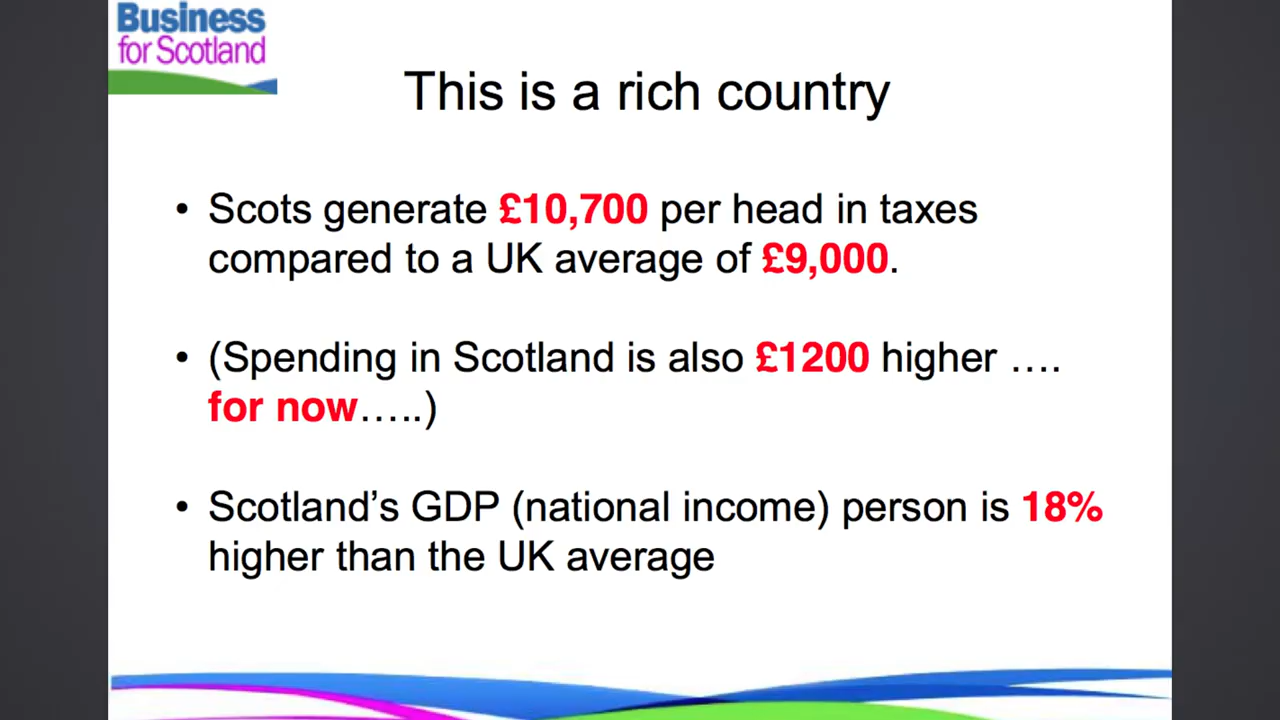 Business
for Scotland
This is a rich country
• Scots generate £10,700 per head in taxes
compared to a UK average of £9,000.
• (Spending in Scotland is also £1200 higher ….
for now…..)
• Scotland’s GDP (national income) person is 18%
higher than the UK average